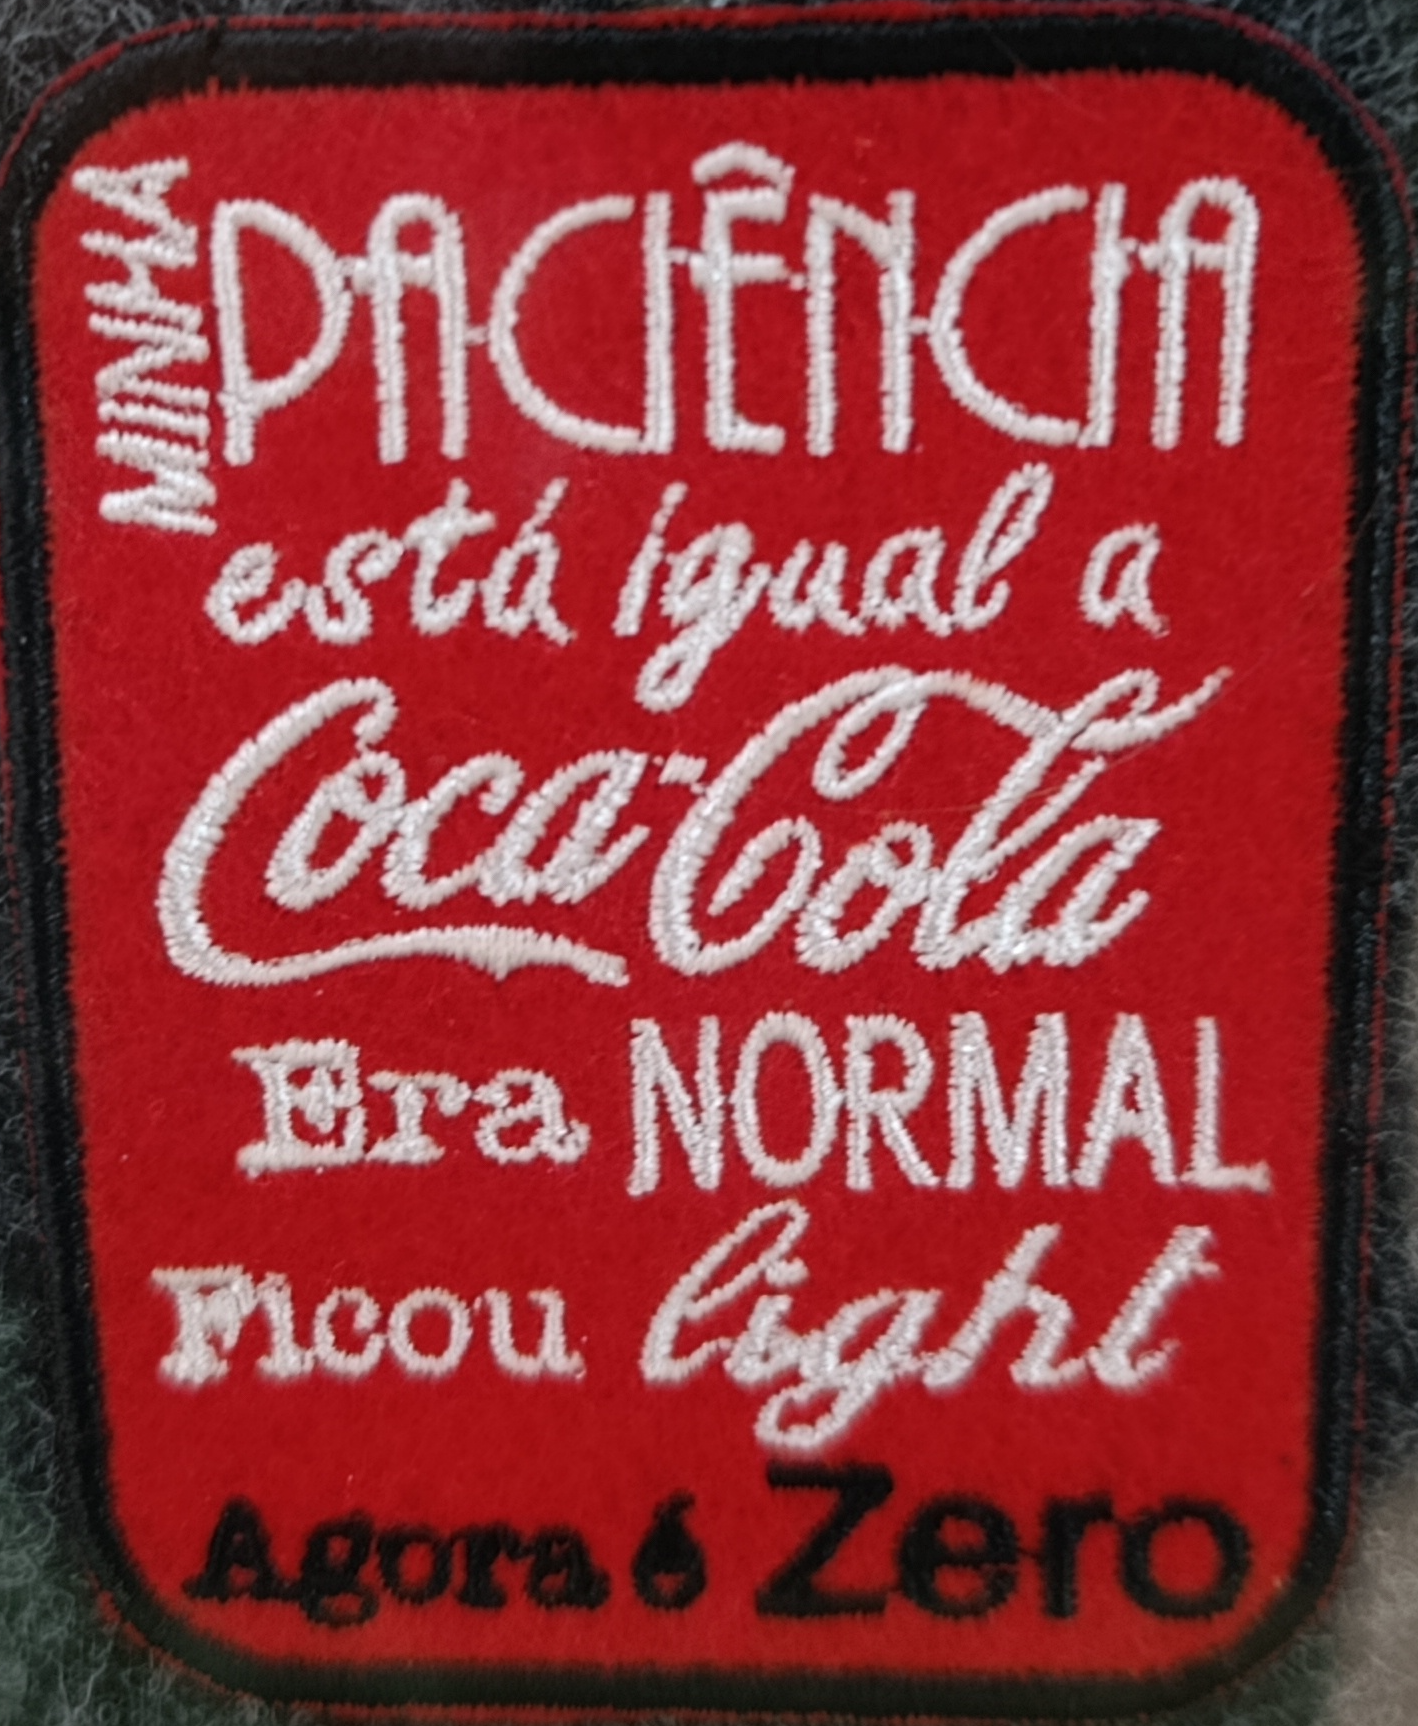 MINHA
PACIÊNCIA
está igual a
Coca-Cola
Era NORMAL
Ficou light
Agora é Zero